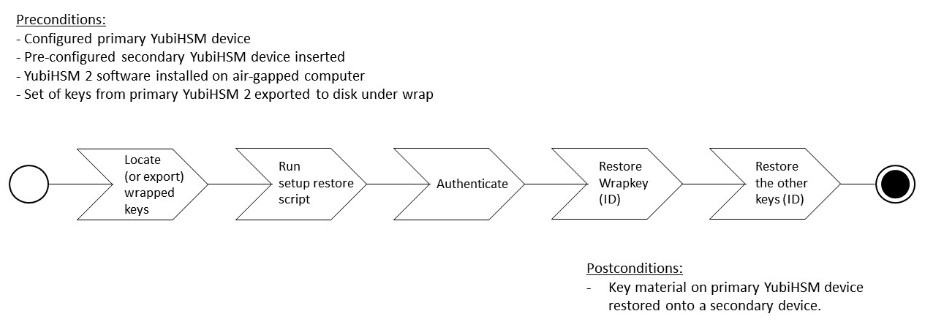 Preconditions:
- Configured primary YubiHSM device
- Pre-configured secondary YubiHSM device inserted
- YubiHSM 2 software installed on air-gapped computer
- Set of keys from primary YubiHSM 2 exported to disk under wrap
Locate
(or export)
wrapped
keys
Run
setup restore
script
Authenticate
Restore
Wrapkey
(ID)
Restore
the other
keys (ID)
Postconditions:
- Key material on primary YubiHSM device
restored onto a secondary device.